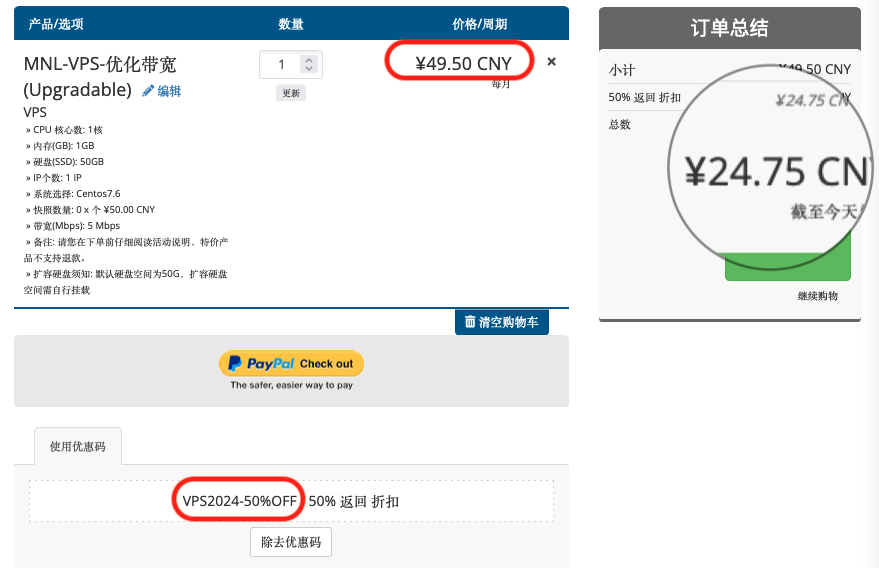 产品/选项 数量 价格/周期
MNL-VPS-优化带宽
(Upgradable) 编辑
VPS
» CPU 核心数: 1核
» 内存(GB): 1GB
» 硬盘(SSD): 50GB
» IP个数: 1 IP
» 系统选择: Centos7.6
» 快照数量: 0 x 个 ¥50.00 CNY
» 带宽(Mbps): 5 Mbps
» 备注: 请您在下单前仔细阅读活动说明，特价产
品不支持退款。
» 扩容硬盘须知: 默认硬盘空间为50G，扩容硬盘
空间需自行挂载
1
更新
¥49.50 CNY
每月
清空购物车
PayPal Check out
The safer, easier way to pay
使用优惠码
VPS2024-50%OFF 50% 返回 折扣
除去优惠码
订单总结
小计 ¥49.50 CNY
50% 返回 折扣 ¥24.75 CN
总数
¥24.75 CN
截至今天
继续购物